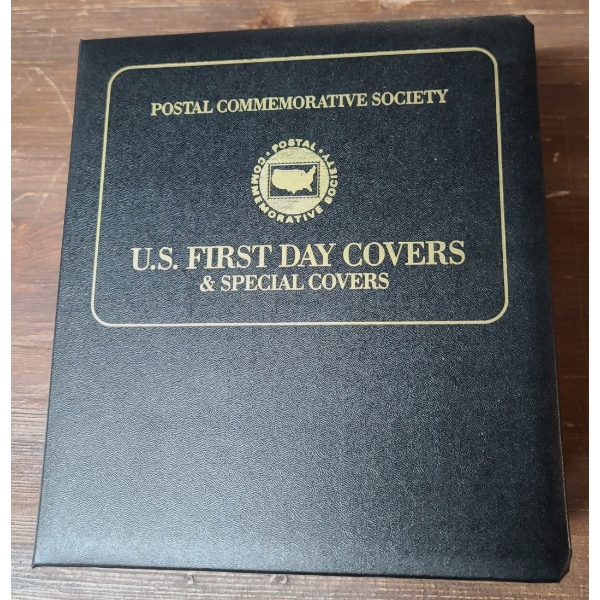 POSTAL COMMEMORATIVE SOCIETY
• POSTAL •
COMMEMORATIVE SOCIETY
U.S. FIRST DAY COVERS
& SPECIAL COVERS